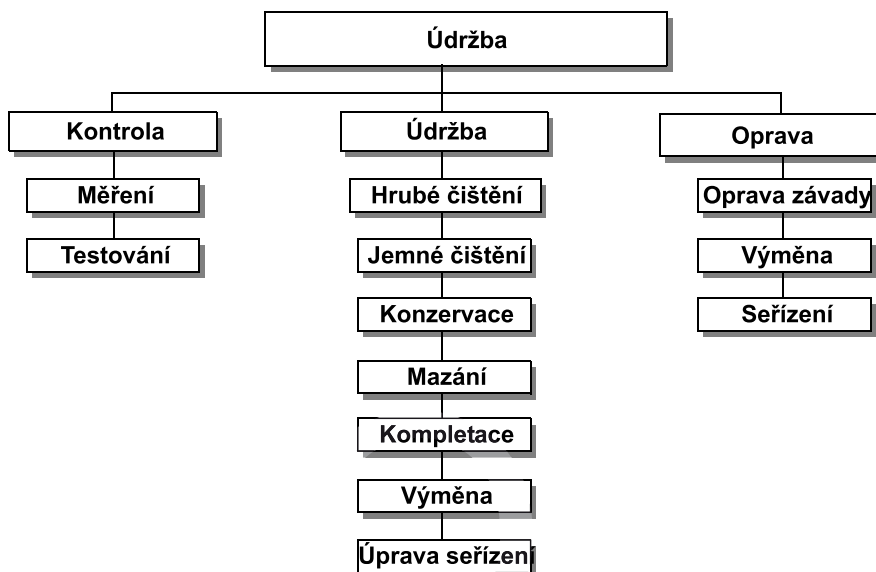 Údržba
Kontrola
Měření
Testování
Údržba
Hrubé čištění
Jemné čištění
Konzervace
Mazání
Kompletace
Výměna
Úprava seřízení
Oprava
Oprava závady
Výměna
Seřízení